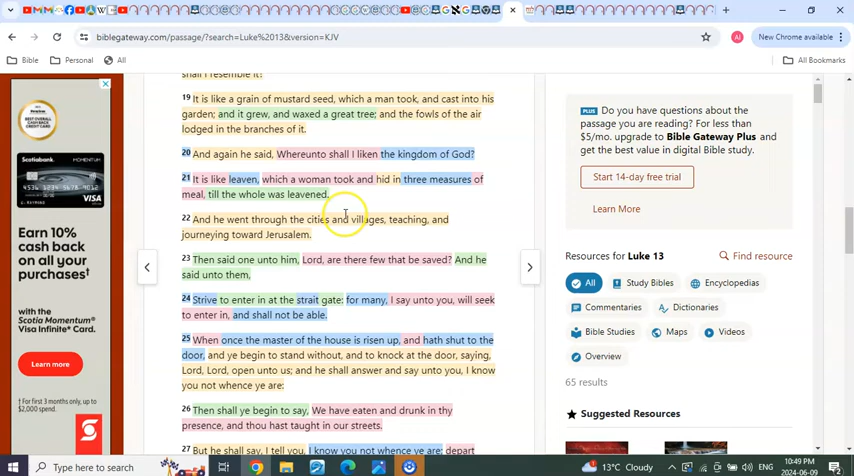 New Chrome available
biblegateway.com/passage/?search=Luke%2013&version=KJV
AI
Bible
Personal
All
All Bookmarks
shall I resemble it?
19 It is like a grain of mustard seed, which a man took, and cast into his
garden; and it grew, and waxed a great tree; and the fowls of the air
lodged in the branches of it.
20 And again he said, Whereunto shall I liken the kingdom of God?
21 It is like leaven, which a woman took and hid in three measures of
meal, till the whole was leavened.
22 And he went through the cities and villages, teaching, and
journeying toward Jerusalem.
23 Then said one unto him, Lord, are there few that be saved? And he
said unto them,
24 Strive to enter in at the strait gate: for many, I say unto you, will seek
to enter in, and shall not be able.
25 When once the master of the house is risen up, and hath shut to the
door, and ye begin to stand without, and to knock at the door, saying,
Lord, Lord, open unto us; and he shall answer and say unto you, I know
you not whence ye are:
26 Then shall ye begin to say, We have eaten and drunk in thy
presence, and thou hast taught in our streets.
27 But he shall say, I tell you, I know you not whence ye are; depart
Scotiabank
MOMENTUM
VISA
Earn 10%
cash back
on all your
purchases†
with the
Scotia Momentum®
Visa Infinite* Card.
Learn more
† For first 3 months only, up to
$2,000 spend.
PLUS Do you have questions about the
passage you are reading? For less than
$5/mo. upgrade to Bible Gateway Plus and
get the best value in digital Bible study.
Start 14-day free trial
Learn More
Resources for Luke 13
Find resource
All
Study Bibles
Encyclopedias
Commentaries
Dictionaries
Bible Studies
Maps
Videos
Overview
65 results
Suggested Resources
Type here to search
13°C Cloudy
10:49 PM
2024-06-09